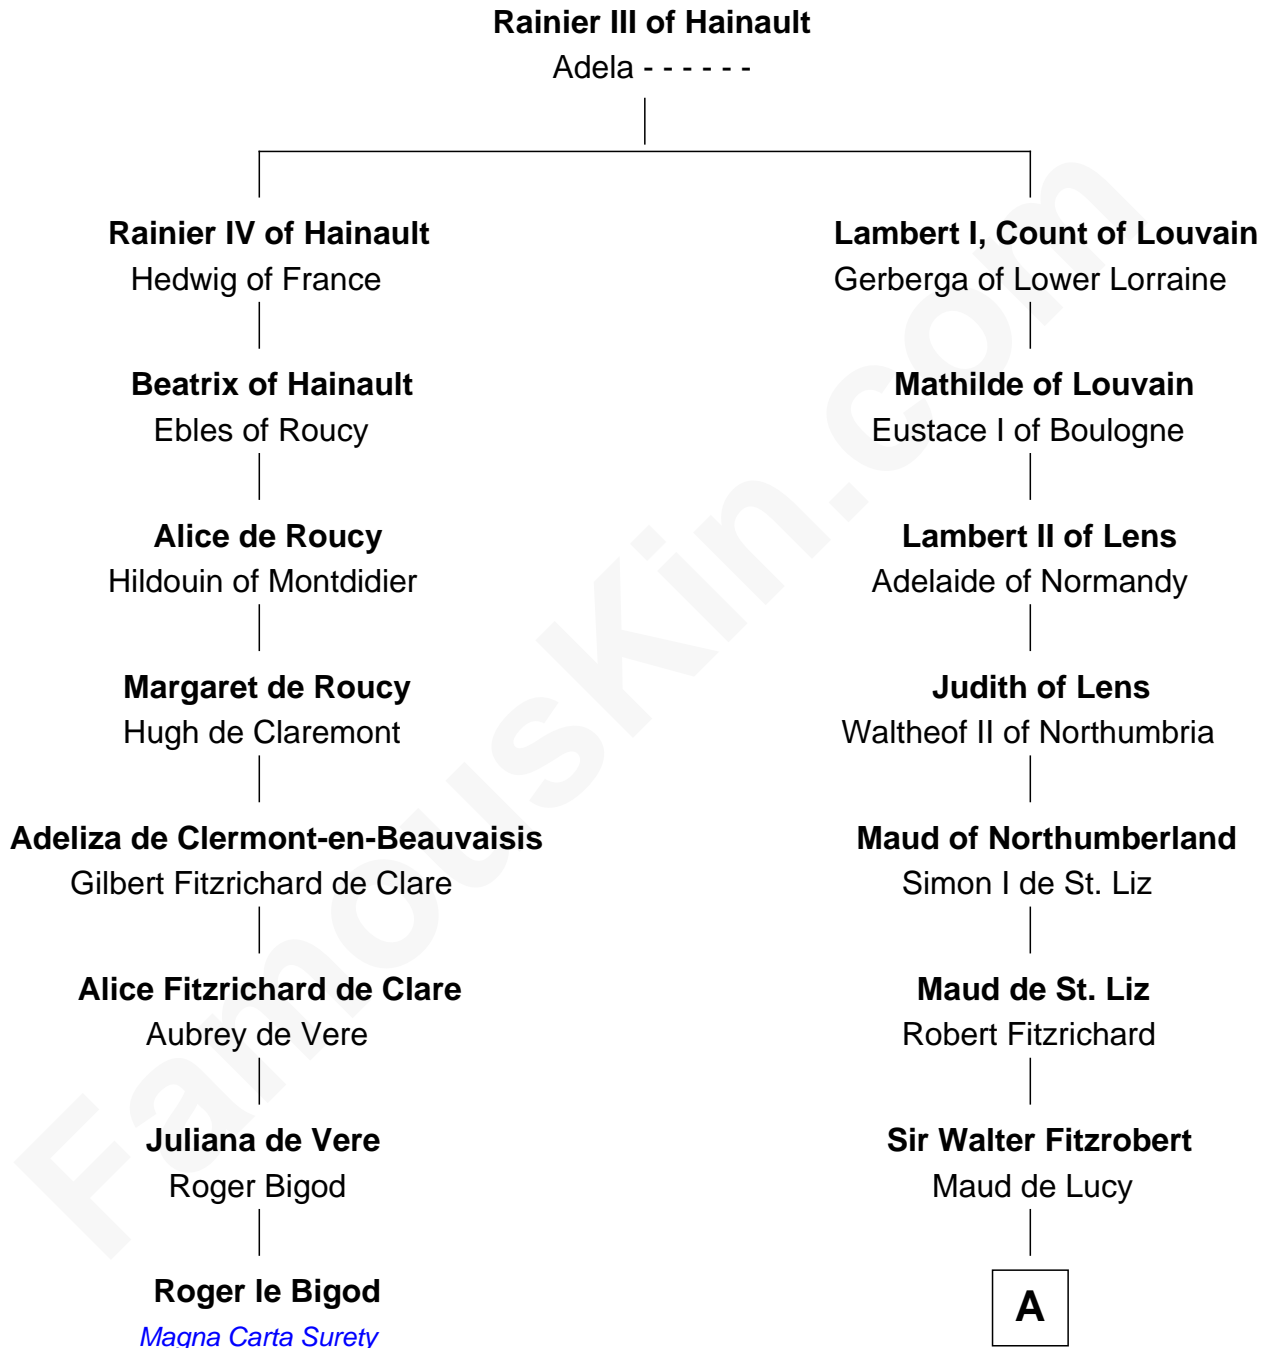 Rainier III of Hainault
Adela - - - - - -
Rainier IV of Hainault
Hedwig of France
Lambert I, Count of Louvain
Gerberga of Lower Lorraine
Beatrix of Hainault
Ebles of Roucy
Mathilde of Louvain
Eustace I of Boulogne
Alice de Roucy
Hildouin of Montdidier
Lambert II of Lens
Adelaide of Normandy
Margaret de Roucy
Hugh de Claremont
Judith of Lens
Waltheof II of Northumbria
Adeliza de Clermont-en-Beauvaisis
Gilbert Fitzrichard de Clare
Maud of Northumberland
Simon I de St. Liz
Alice Fitzrichard de Clare
Aubrey de Vere
Maud de St. Liz
Robert Fitzrichard
Juliana de Vere
Roger Bigod
Sir Walter Fitzrobert
Maud de Lucy
Roger le Bigod
Magna Carta Surety
A
FamousKin.com